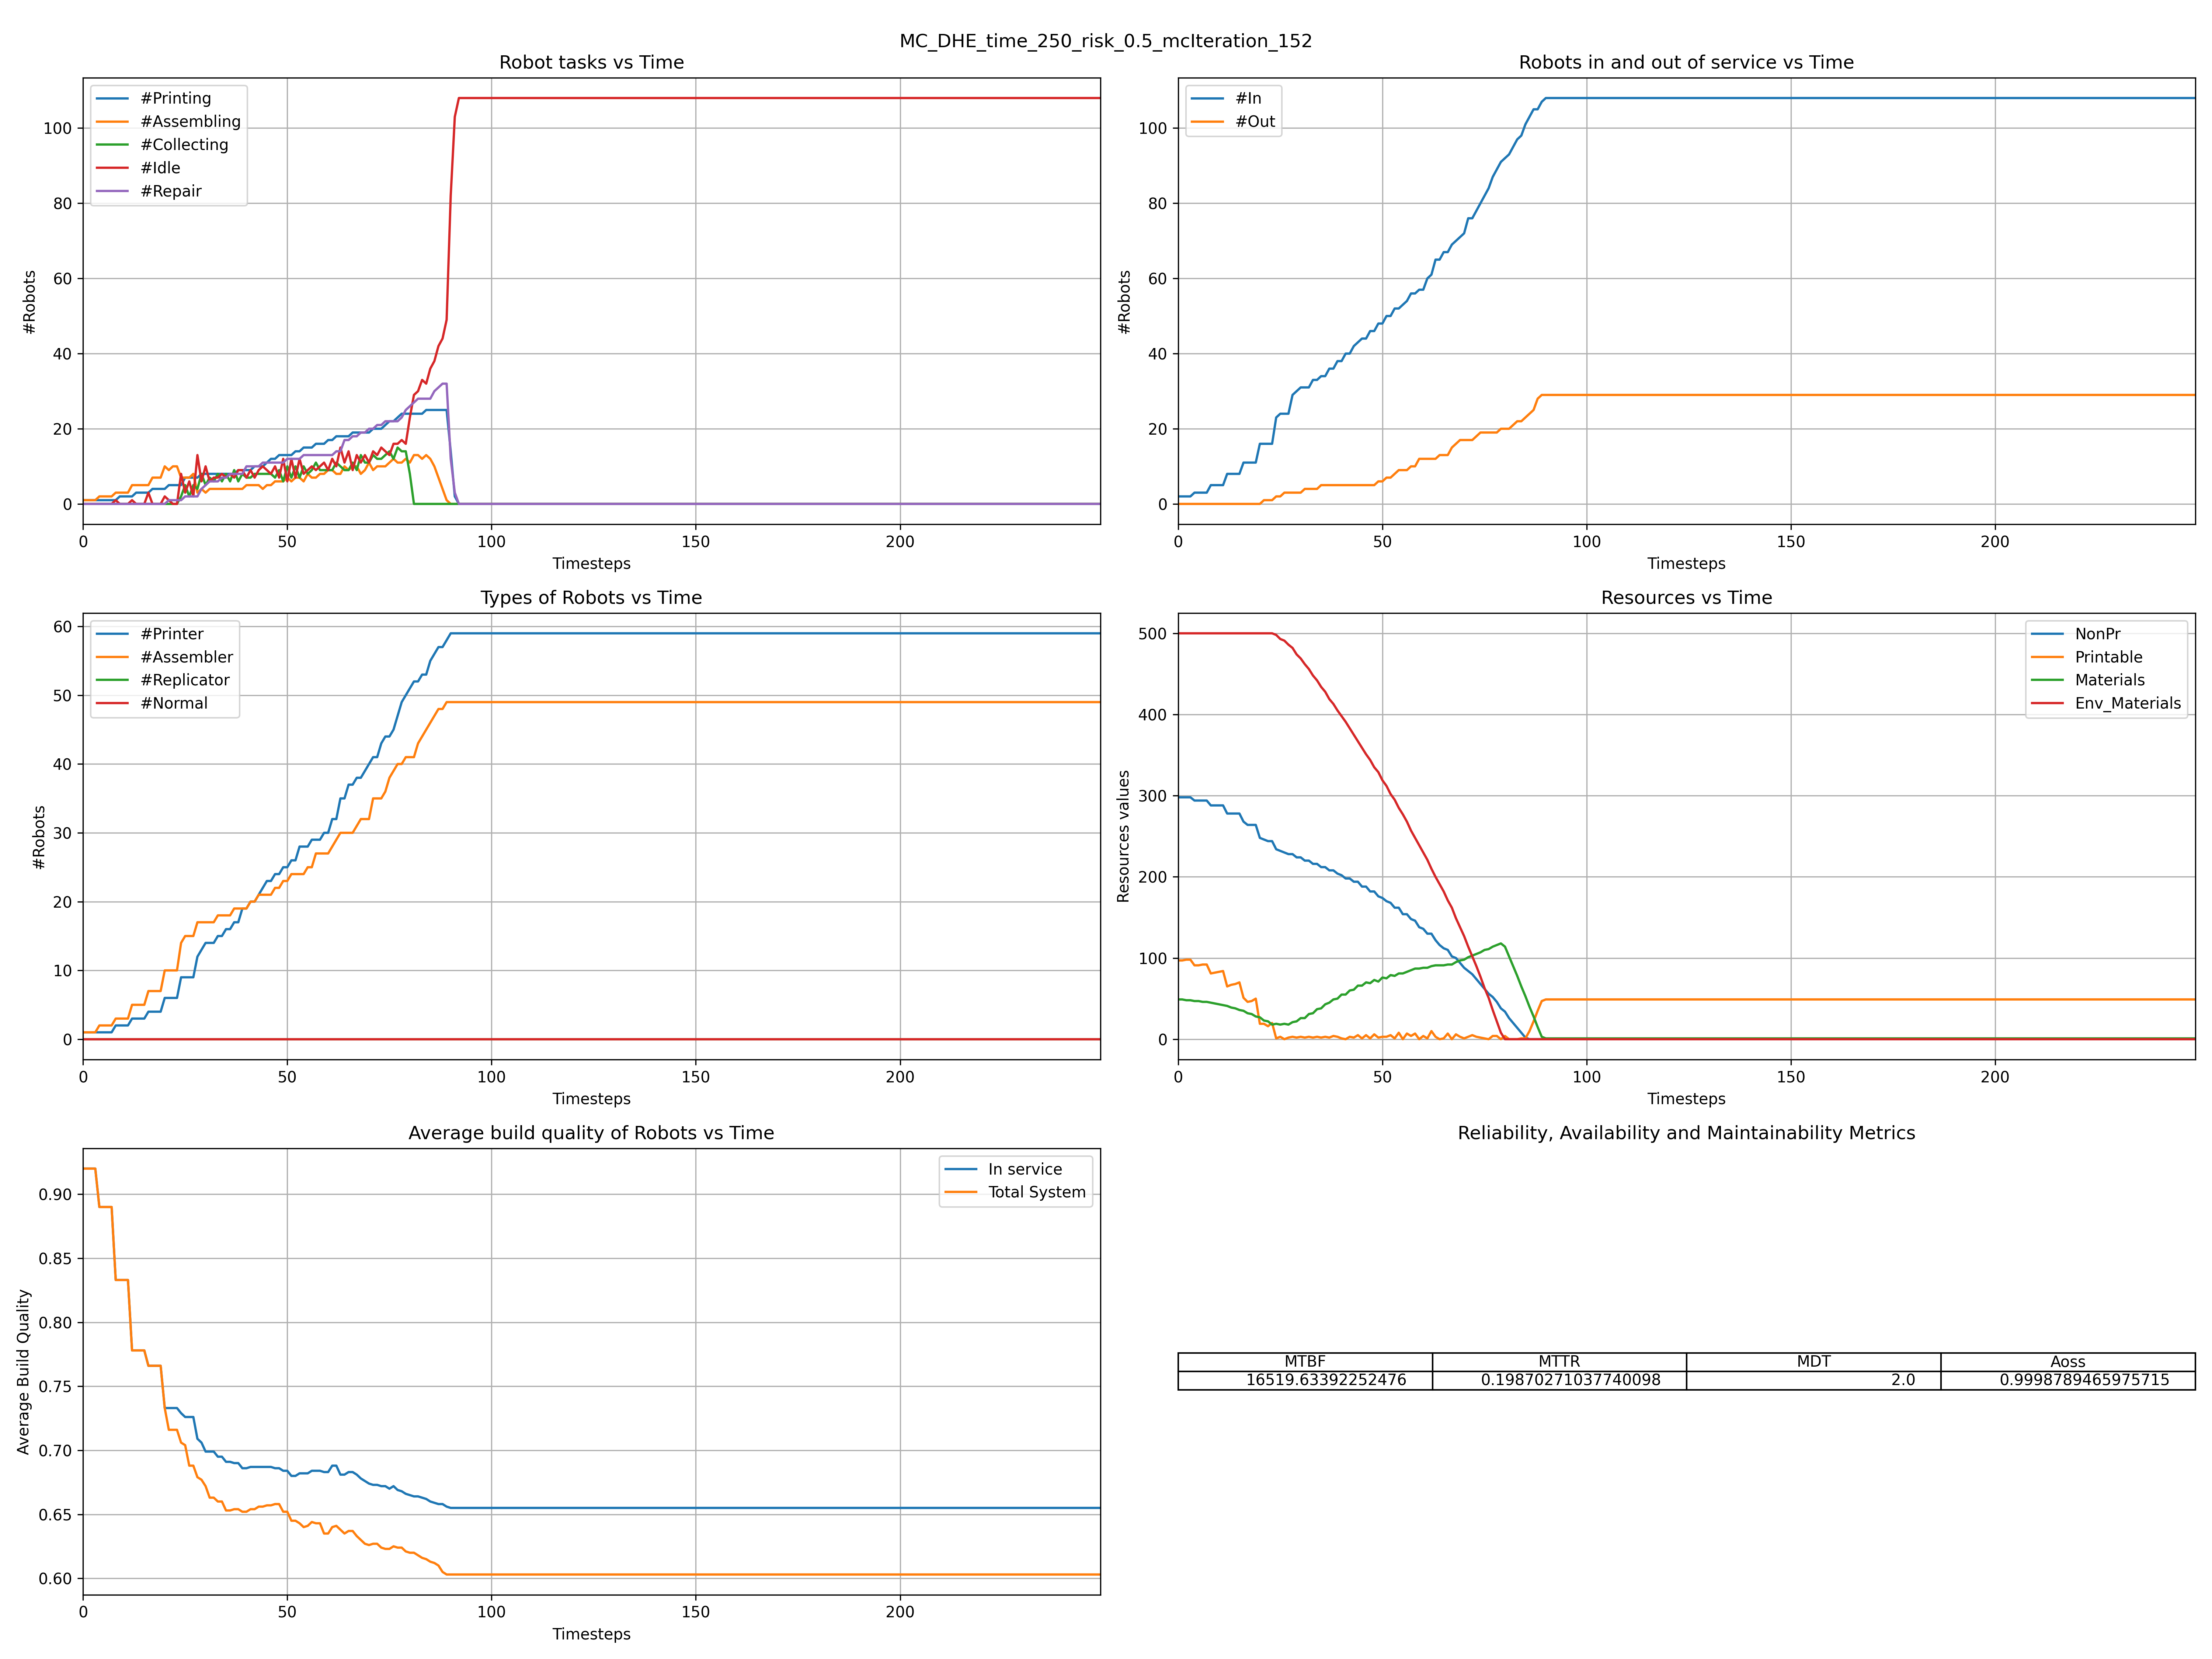 MC_DHE_time_250_risk_0.5_mcIteration_152
Robot tasks vs Time
#Printing
#Assembling
#Collecting
#Idle
#Repair
100
80
60
40
20
0
#Robots
0 50 100 150 200
Timesteps
Robots in and out of service vs Time
#In
#Out
100
80
60
40
20
0
#Robots
0 50 100 150 200
Timesteps
Types of Robots vs Time
#Printer
#Assembler
#Replicator
#Normal
60
50
40
30
20
10
0
#Robots
0 50 100 150 200
Timesteps
Resources vs Time
NonPr
Printable
Materials
Env_Materials
500
400
300
200
100
0
Resources values
0 50 100 150 200
Timesteps
Average build quality of Robots vs Time
In service
Total System
0.90
0.85
0.80
0.75
0.70
0.65
0.60
Average Build Quality
0 50 100 150 200
Timesteps
Reliability, Availability and Maintainability Metrics
MTBF MTTR MDT Aoss
16519.63392252476 0.19870271037740098 2.0 0.9998789465975715